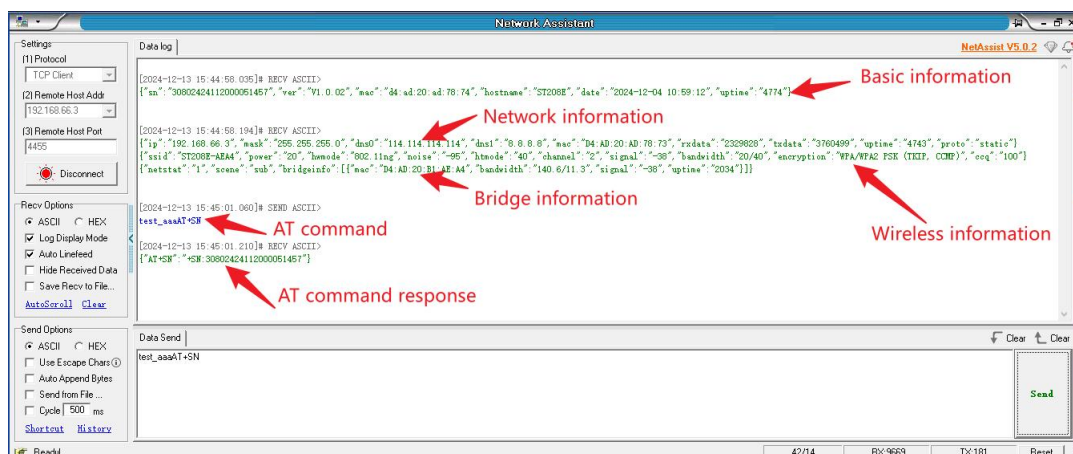 Network Assistant
Settings
(1) Protocol
TCP Client
(2) Remote Host Addr
192.168.66.3
(3) Remote Host Port
4455
Disconnect
Recv Options
ASCII HEX
Log Display Mode
Auto Linefeed
Hide Received Data
Save Recv to File...
AutoScroll Clear
Send Options
ASCII HEX
Use Escape Chars
Auto Append Bytes
Send from File ...
Cycle 500 ms
Shortcut History
Data log
NetAssist V5.0.2
[2024-12-13 15:44:58.035]# RECV ASCII>
{"sn":"30802424112000051457","ver":"V1.0.02","mac":"d4:ad:20:ad:78:74","hostname":"ST208E","date":"2024-12-04 10:59:12","uptime":"4774"}
Basic information
Network information
[2024-12-13 15:44:58.194]# RECV ASCII>
{"ip":"192.168.66.3","mask":"255.255.255.0","dns0":"114.114.114.114","dns1":"8.8.8.8","mac":"D4:AD:20:AD:78:73","rxdata":"2329828","txdata":"3760499","uptime":"4743","proto":"static"}
{"ssid":"ST208E-AEA4","power":"20","hwmode":"802.11ng","noise":"-95","htmode":"40","channel":"2","signal":"-38","bandwidth":"20/40","encryption":"WPA/WPA2 PSK (TKIP, CCMP)","ccq":"100"}
{"netstat":"1","scene":"sub","bridgeinfo":[{"mac":"D4:AD:20:B1:AE:A4","bandwidth":"140.6/11.3","signal":"-38","uptime":"2034"}]}
Bridge information
Wireless information
[2024-12-13 15:45:01.060]# SEND ASCII>
test_aaaAT+SN
AT command
[2024-12-13 15:45:01.210]# RECV ASCII>
{"AT+SN":"+SN:30802424112000051457"}
AT command response
Data Send
Clear Clear
test_aaaAT+SN
Send
Ready!
42/14 RX:9669 TX:181 Reset